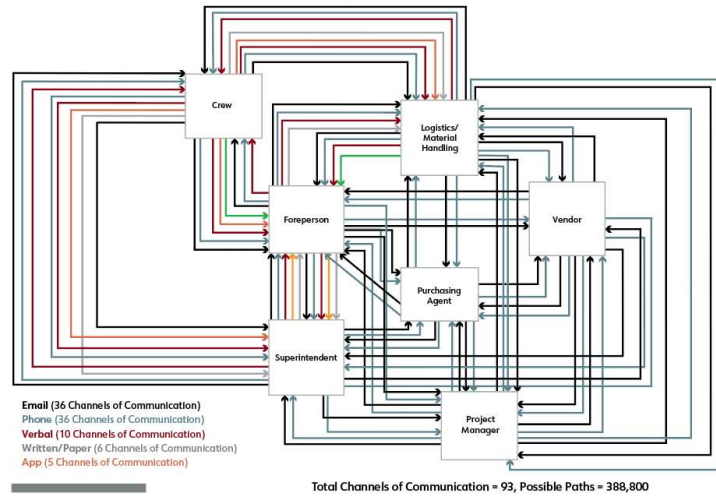 Crew
Logistics/
Material
Handling
Foreperson
Vendor
Purchasing
Agent
Superintendent
Project
Manager
Email (36 Channels of Communication)
Phone (36 Channels of Communication)
Verbal (10 Channels of Communication)
Written/Paper (6 Channels of Communication)
App (5 Channels of Communication)
Total Channels of Communication = 93, Possible Paths = 388,800